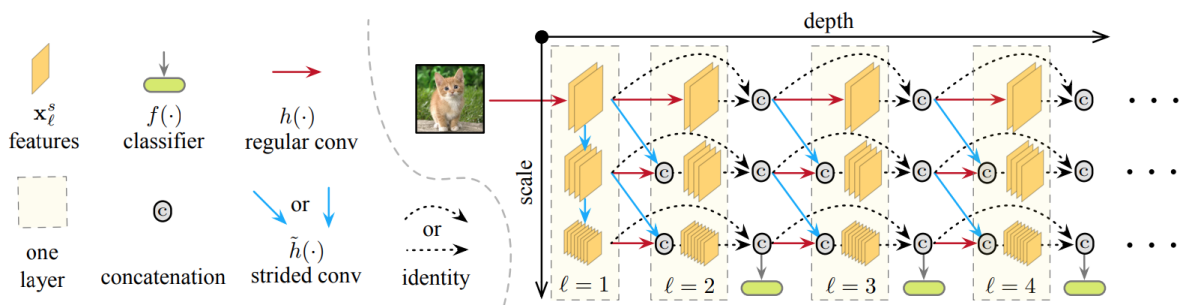 x_ℓ^s
features
f(·)
classifier
h(·)
regular conv
one
layer
c
concatenation
or
h̃(·)
strided conv
or
identity
depth
scale
c c c
c c c c c
c c c c c c
ℓ = 1 ℓ = 2 ℓ = 3 ℓ = 4